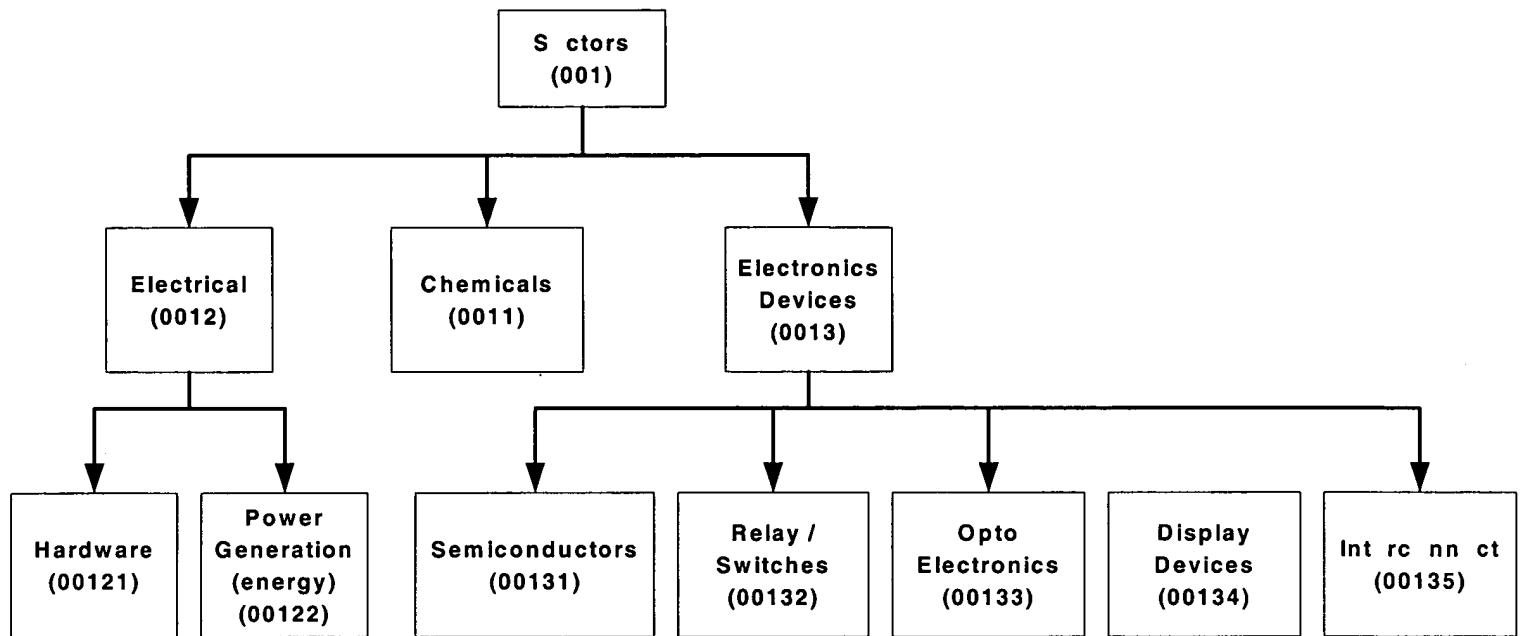 S ctors
(001)
Electrical
(0012)
Chemicals
(0011)
Electronics
Devices
(0013)
Hardware
(00121)
Power
Generation
(energy)
(00122)
Semiconductors
(00131)
Relay /
Switches
(00132)
Opto
Electronics
(00133)
Display
Devices
(00134)
Int rc nn ct
(00135)